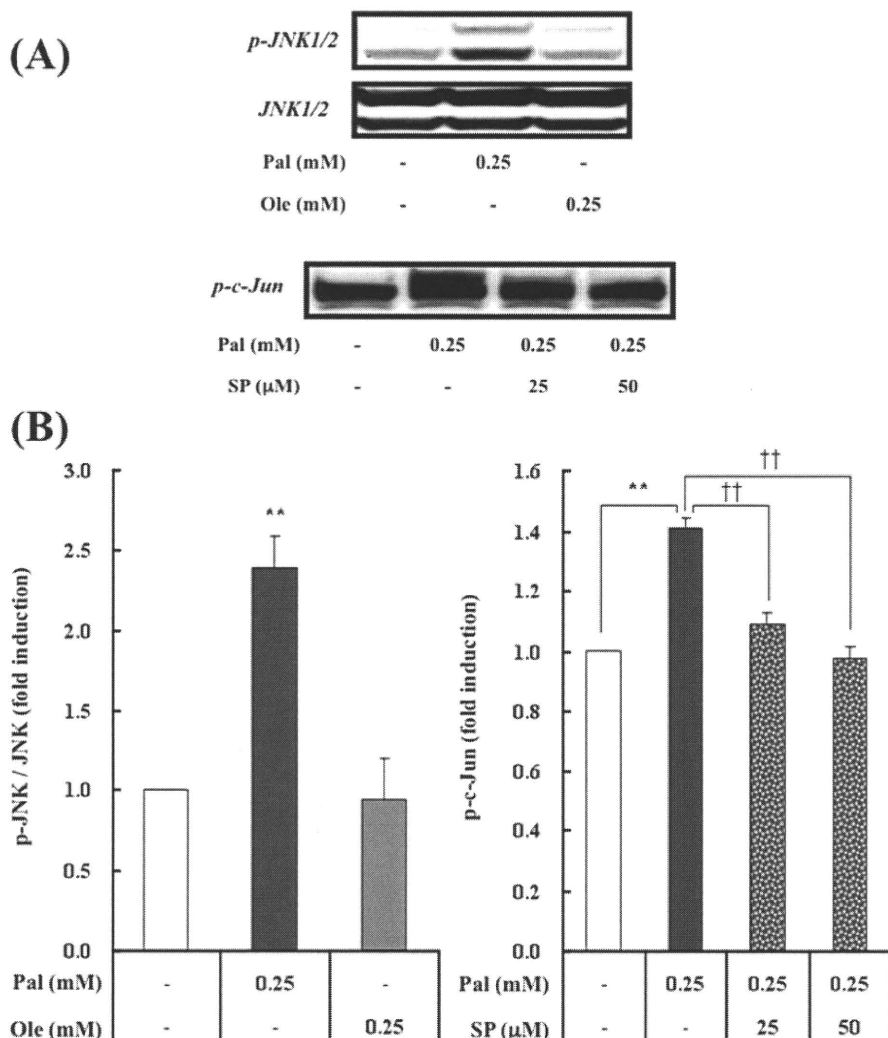 (A)
p-JNK1/2
JNK1/2
Pal (mM) - 0.25 -
Ole (mM) - - 0.25
p-c-Jun
Pal (mM) - 0.25 0.25 0.25
SP (µM) - - 25 50
(B)
p-JNK / JNK (fold induction)
3.0
2.5
2.0
1.5
1.0
0.5
0.0
**
Pal (mM) - 0.25 -
Ole (mM) - - 0.25
p-c-Jun (fold induction)
1.6
1.4
1.2
1.0
0.8
0.6
0.4
0.2
0.0
††
** ††
Pal (mM) - 0.25 0.25 0.25
SP (µM) - - 25 50